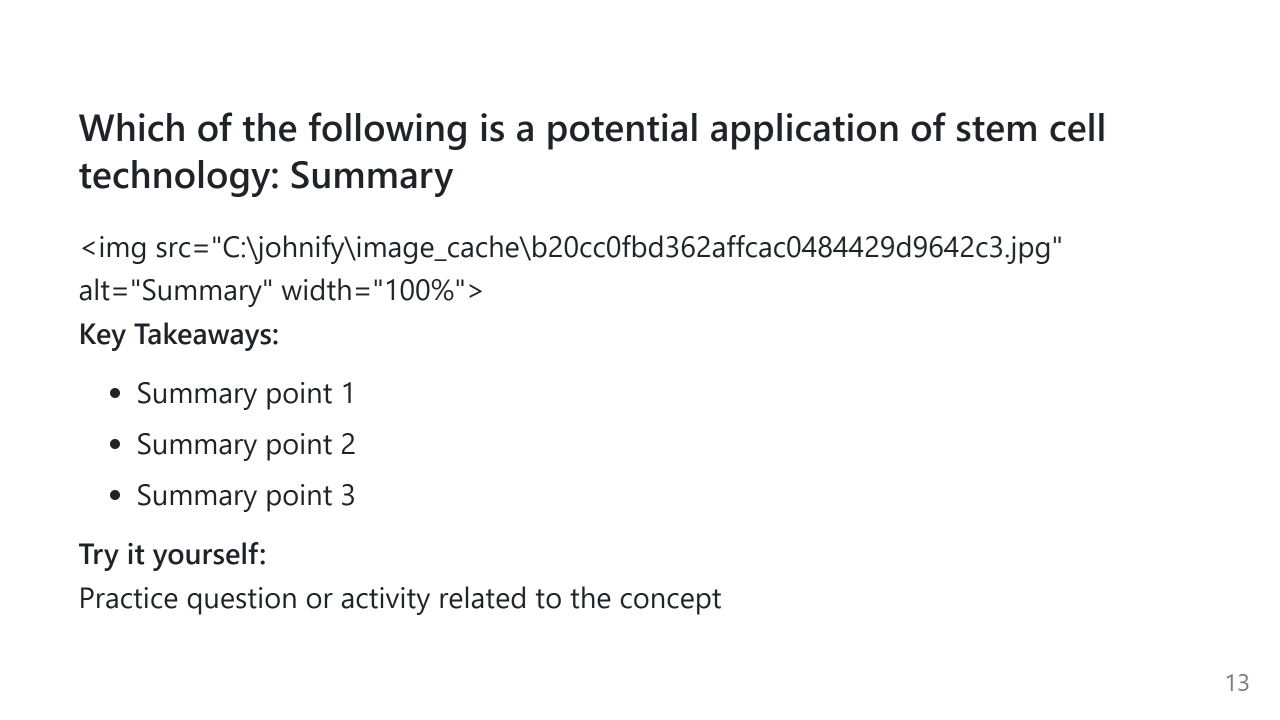 Which of the following is a potential application of stem cell
technology: Summary
<img src="C:\johnify\image_cache\b20cc0fbd362affcac0484429d9642c3.jpg"
alt="Summary" width="100%">
Key Takeaways:
• Summary point 1
• Summary point 2
• Summary point 3
Try it yourself:
Practice question or activity related to the concept
13